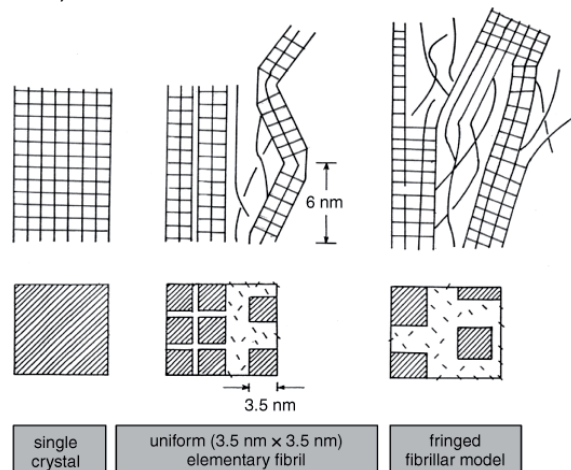 6 nm
3.5 nm
single
crystal
uniform (3.5 nm × 3.5 nm)
elementary fibril
fringed
fibrillar model